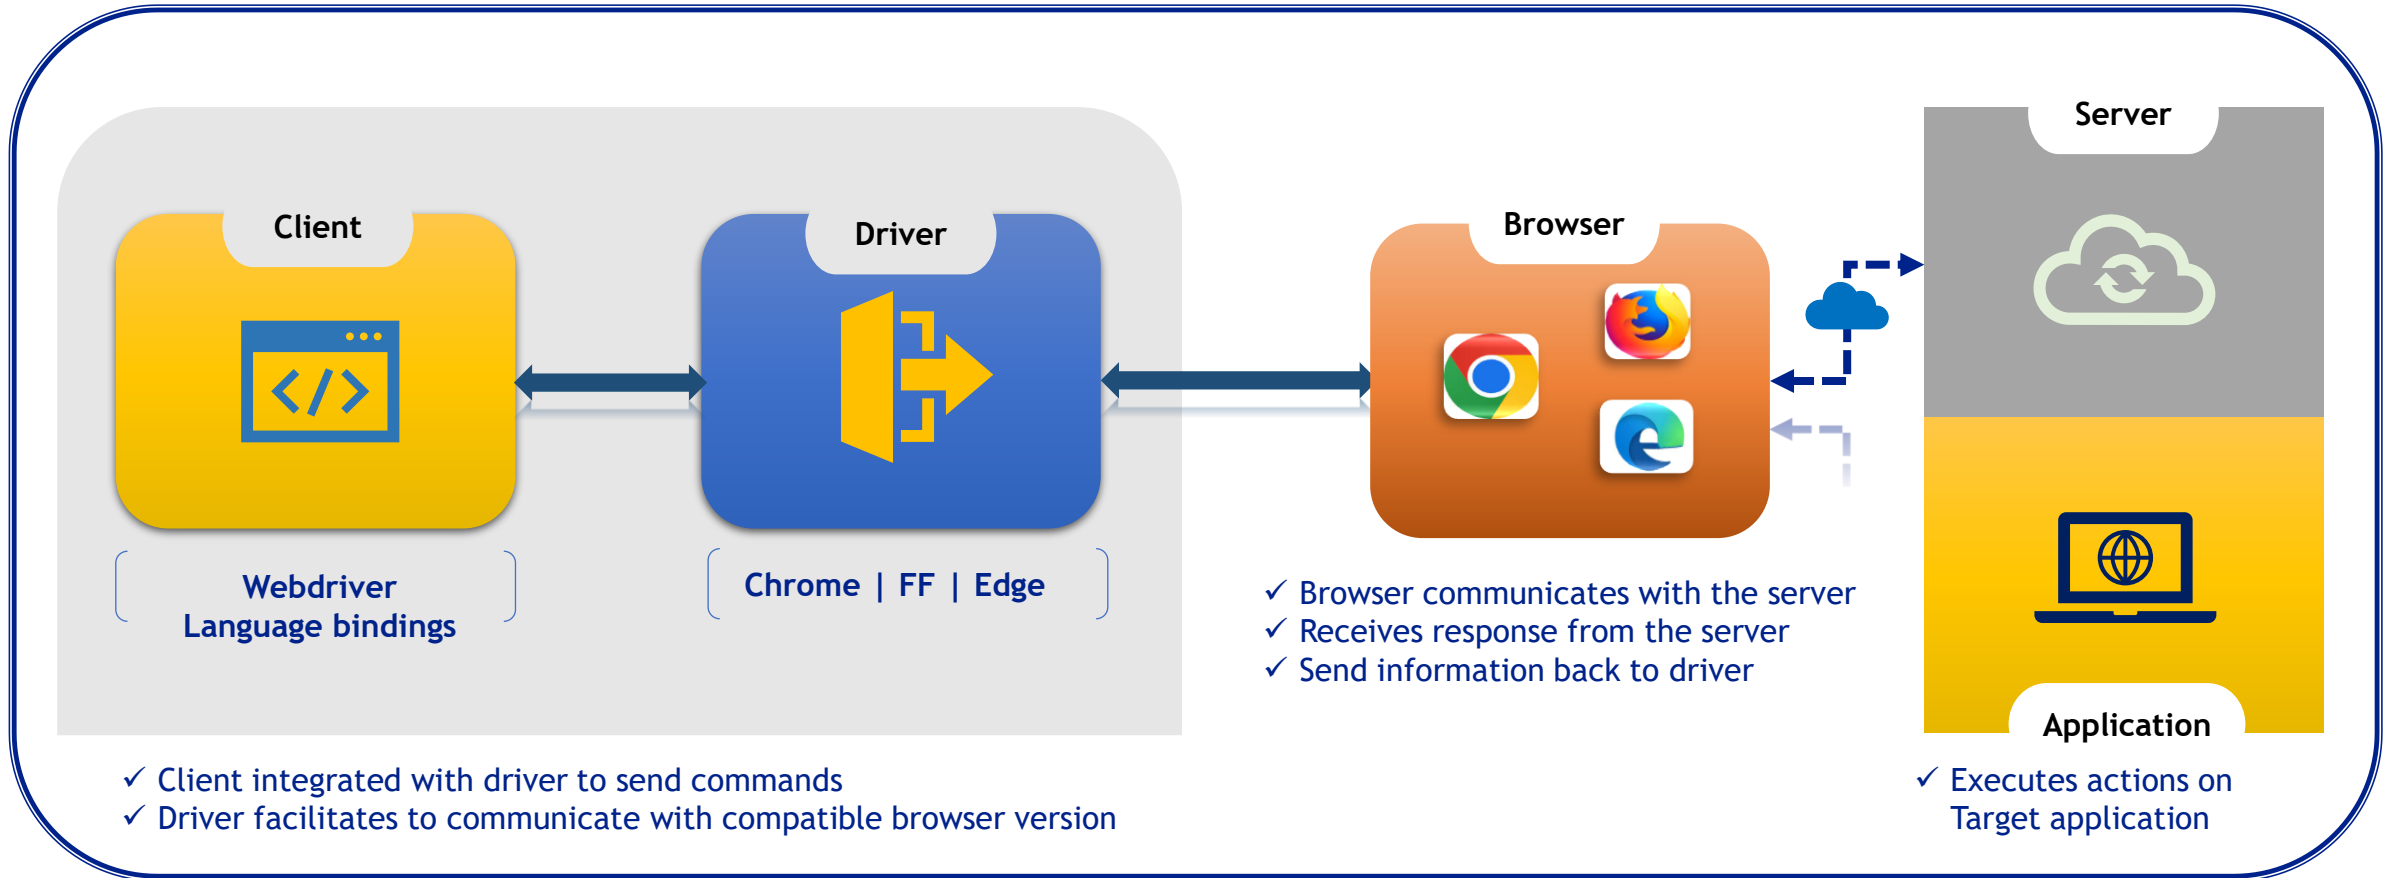 Client
Driver
Browser
Server
</>
Webdriver
Language bindings
Chrome | FF | Edge
✓ Browser communicates with the server
✓ Receives response from the server
✓ Send information back to driver
Application
✓ Client integrated with driver to send commands
✓ Driver facilitates to communicate with compatible browser version
✓ Executes actions on
Target application